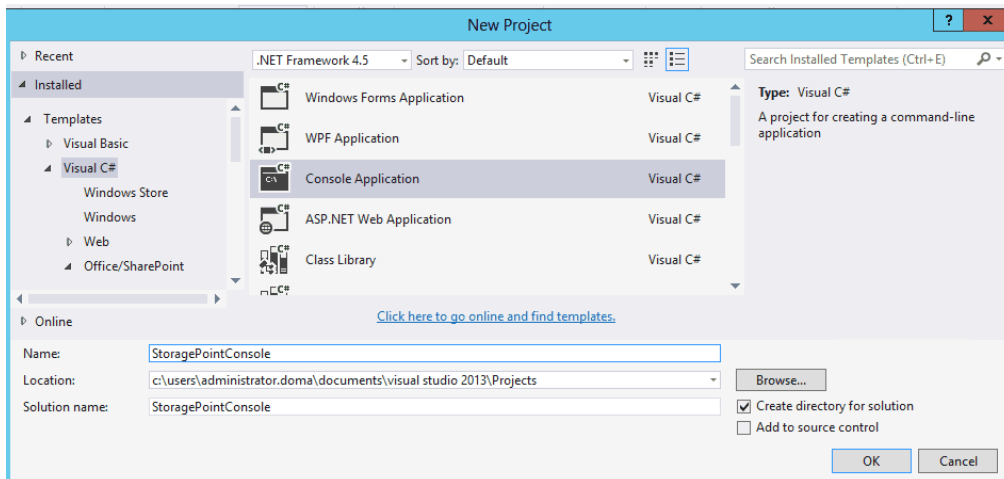 New Project
? x
Recent
.NET Framework 4.5 Sort by: Default
Search Installed Templates (Ctrl+E)
Installed
Templates
Visual Basic
Visual C#
Windows Store
Windows
Web
Office/SharePoint
Online
C# Windows Forms Application Visual C#
C# WPF Application Visual C#
C# C:\ Console Application Visual C#
C# ASP.NET Web Application Visual C#
C# Class Library Visual C#
C#
Click here to go online and find templates.
Type: Visual C#
A project for creating a command-line
application
Name: StoragePointConsole
Location: c:\users\administrator.doma\documents\visual studio 2013\Projects
Browse...
Solution name: StoragePointConsole
Create directory for solution
Add to source control
OK Cancel